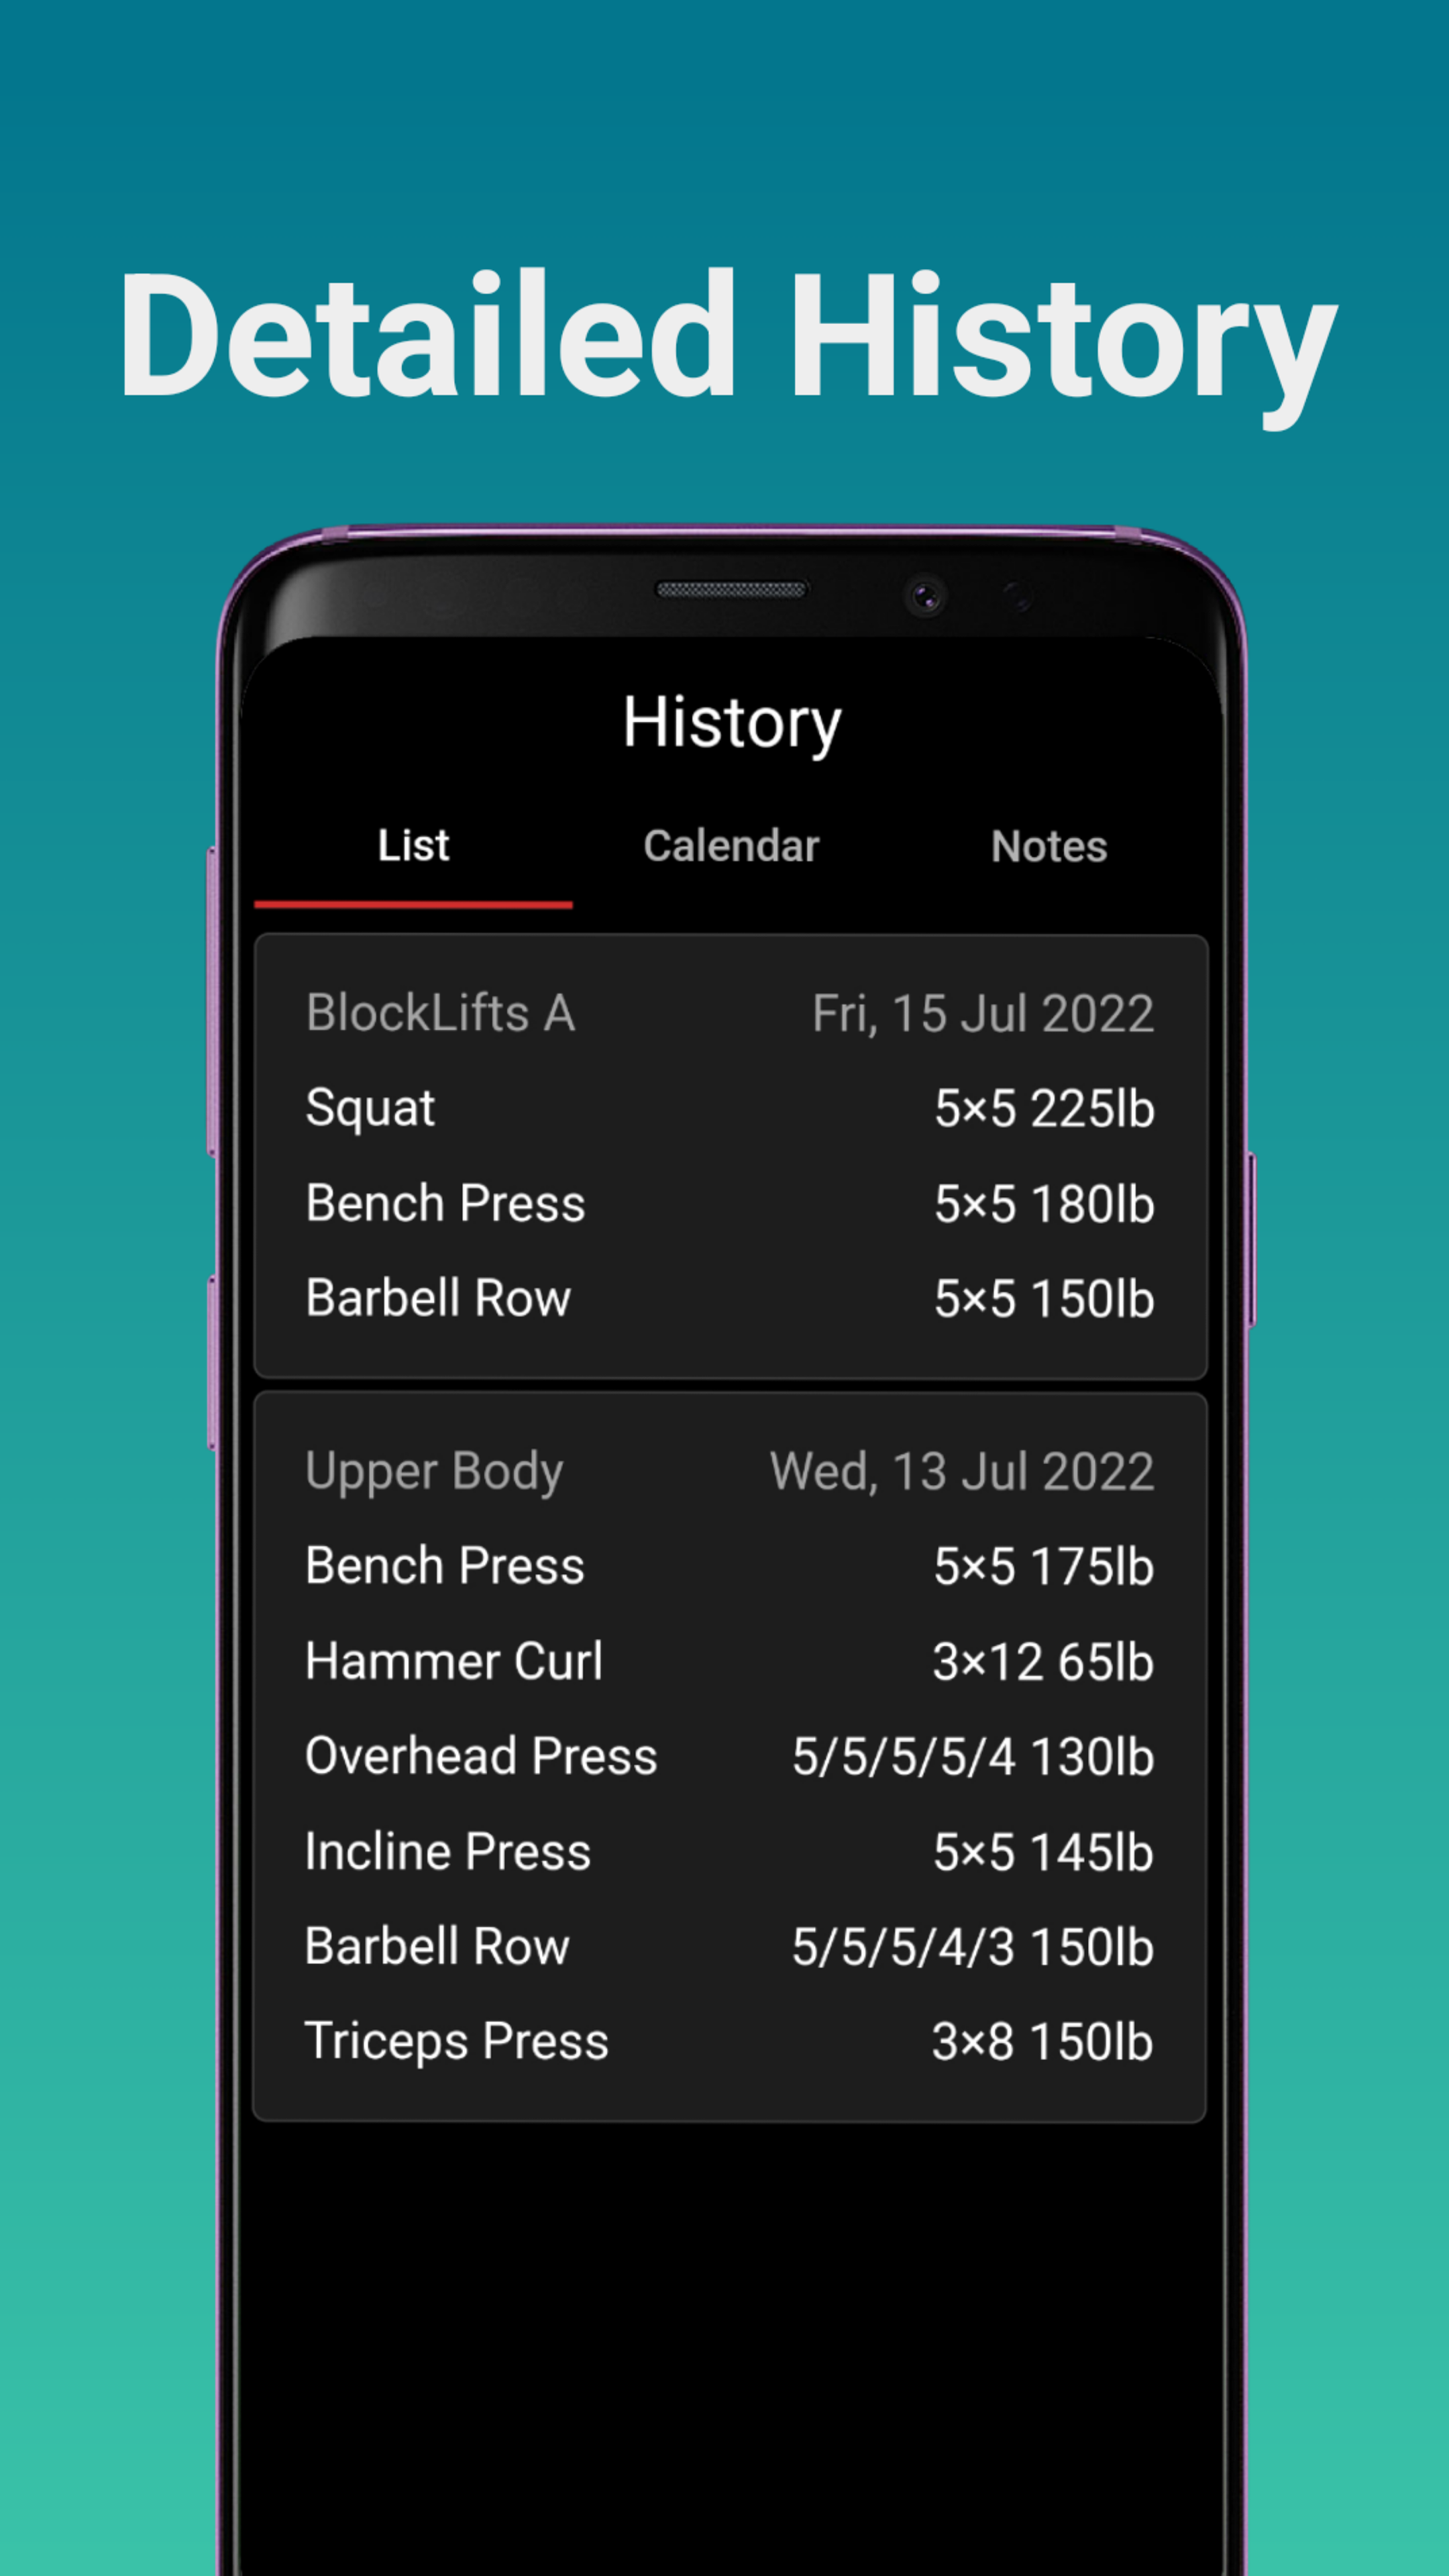 Detailed History
History
List Calendar Notes
BlockLifts A Fri, 15 Jul 2022
Squat 5×5 225lb
Bench Press 5×5 180lb
Barbell Row 5×5 150lb
Upper Body Wed, 13 Jul 2022
Bench Press 5×5 175lb
Hammer Curl 3×12 65lb
Overhead Press 5/5/5/5/4 130lb
Incline Press 5×5 145lb
Barbell Row 5/5/5/4/3 150lb
Triceps Press 3×8 150lb